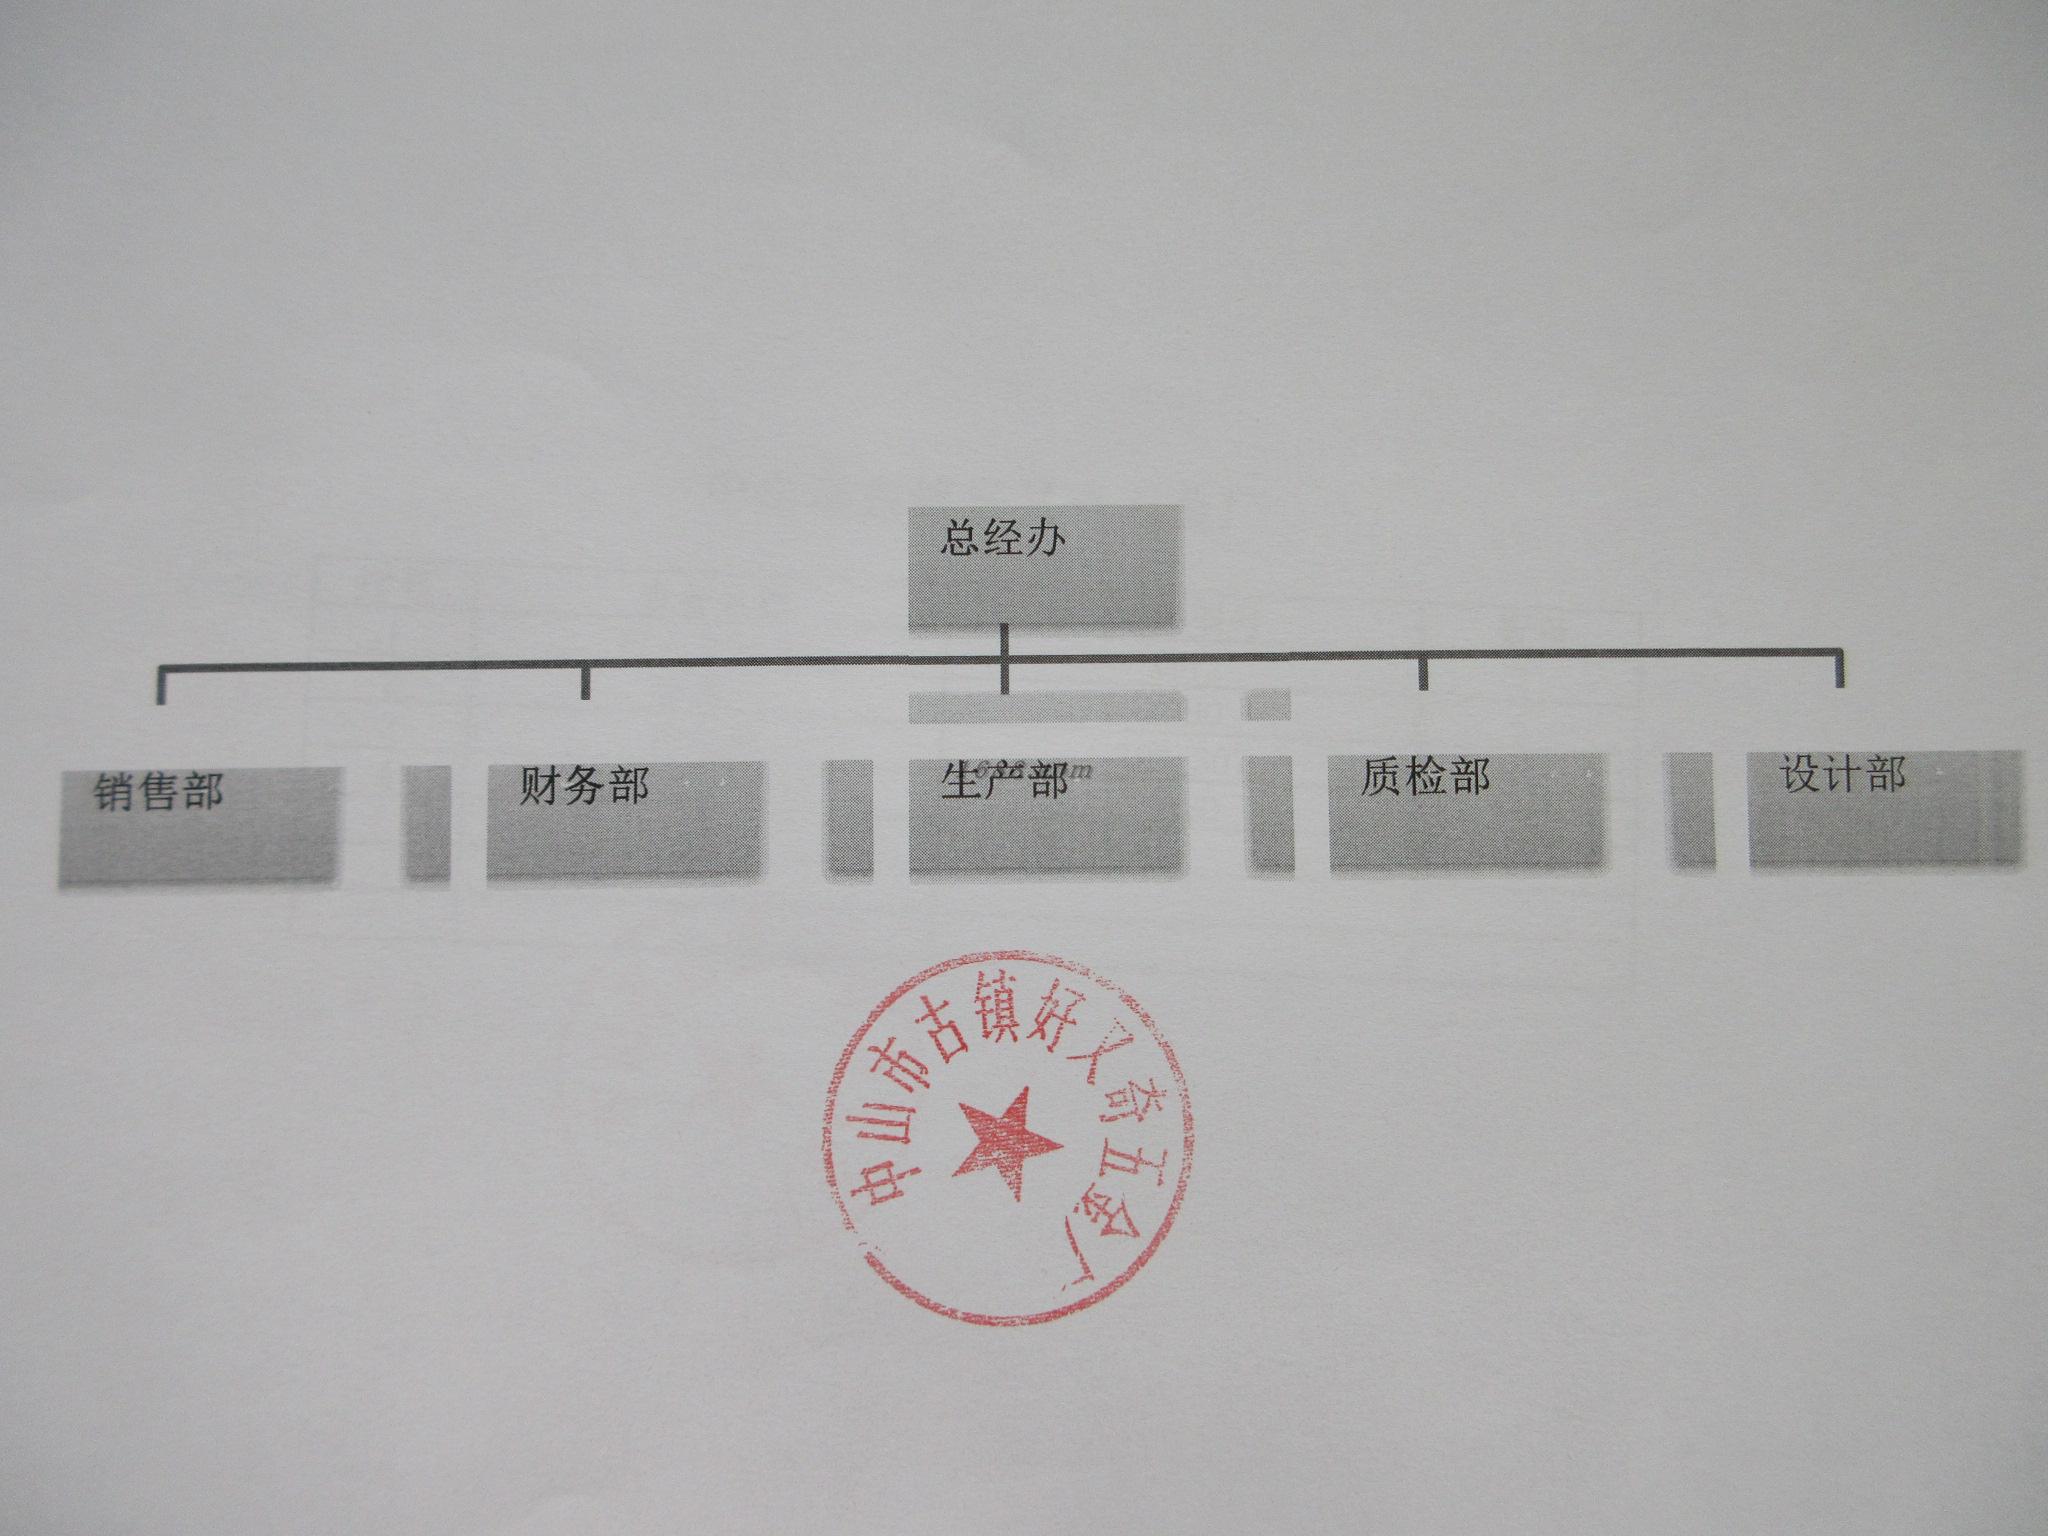 总经办
销售部
财务部
生产部
质检部
设计部
中山市古镇好又奇五金厂